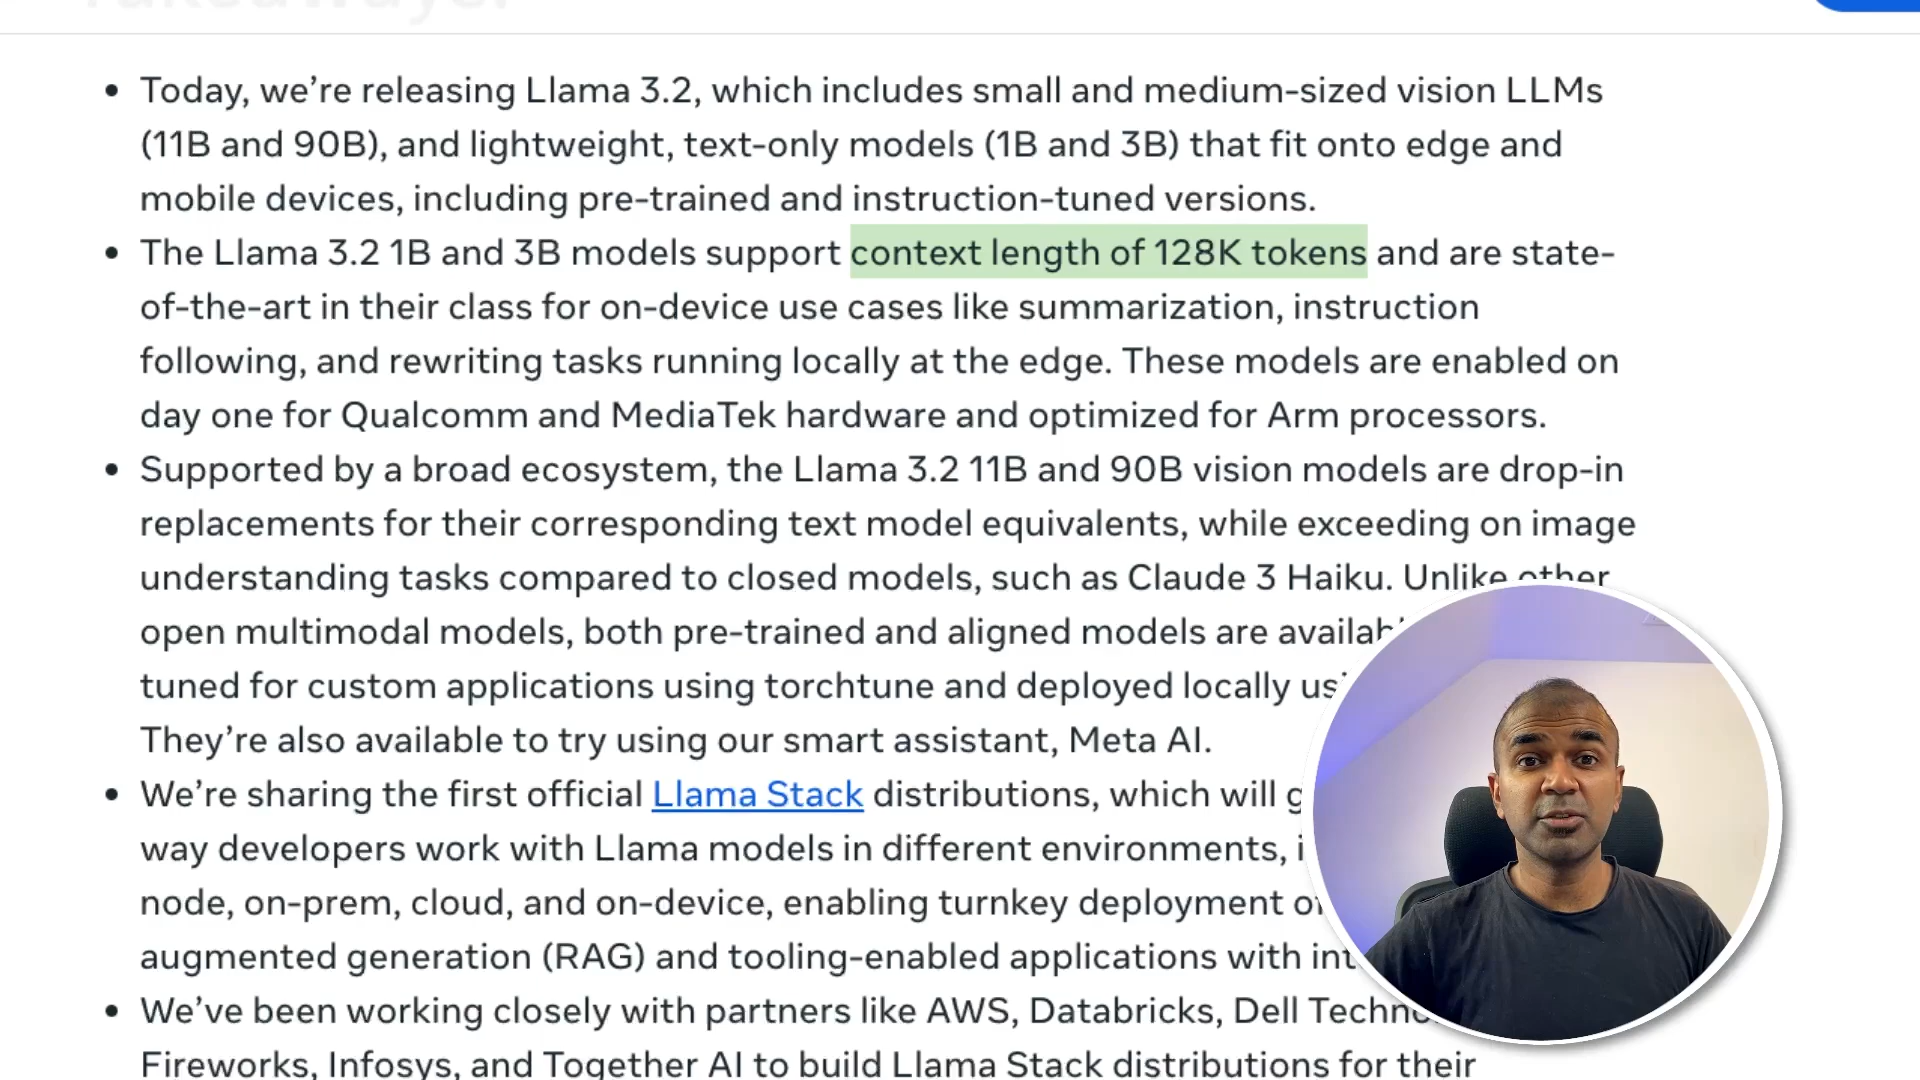 • Today, we’re releasing Llama 3.2, which includes small and medium-sized vision LLMs
(11B and 90B), and lightweight, text-only models (1B and 3B) that fit onto edge and
mobile devices, including pre-trained and instruction-tuned versions.
• The Llama 3.2 1B and 3B models support context length of 128K tokens and are state-
of-the-art in their class for on-device use cases like summarization, instruction
following, and rewriting tasks running locally at the edge. These models are enabled on
day one for Qualcomm and MediaTek hardware and optimized for Arm processors.
• Supported by a broad ecosystem, the Llama 3.2 11B and 90B vision models are drop-in
replacements for their corresponding text model equivalents, while exceeding on image
understanding tasks compared to closed models, such as Claude 3 Haiku. Unlike other
open multimodal models, both pre-trained and aligned models are
tuned for custom applications using torchtune and deployed locally
They’re also available to try using our smart assistant, Meta AI.
• We’re sharing the first official Llama Stack distributions, which will
way developers work with Llama models in different environments,
node, on-prem, cloud, and on-device, enabling turnkey deployment
augmented generation (RAG) and tooling-enabled applications with
• We’ve been working closely with partners like AWS, Databricks, Dell
Fireworks, Infosys, and Together AI to build Llama Stack distributions for their